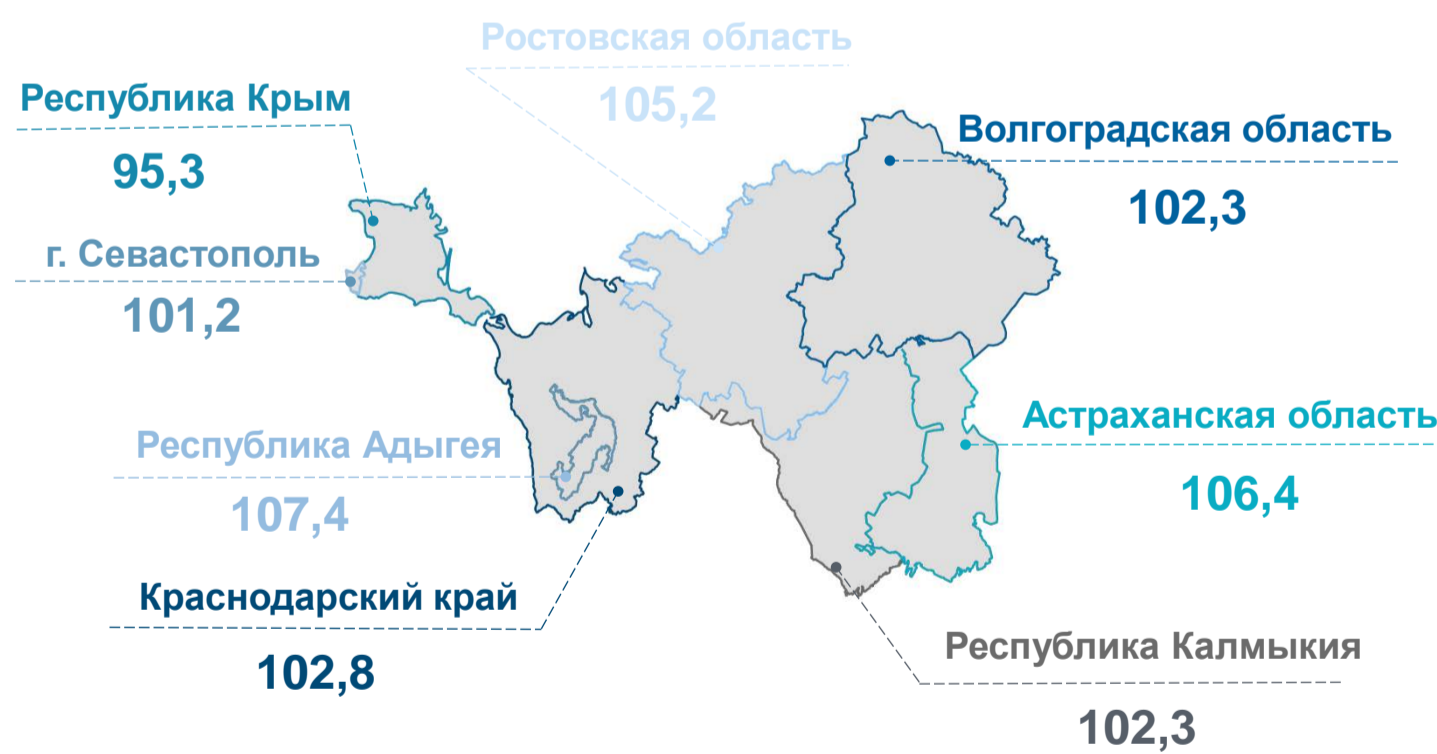 Ростовская область
105,2
Республика Крым
95,3
Волгоградская область
102,3
г. Севастополь
101,2
Астраханская область
106,4
Республика Адыгея
107,4
Краснодарский край
102,8
Республика Калмыкия
102,3